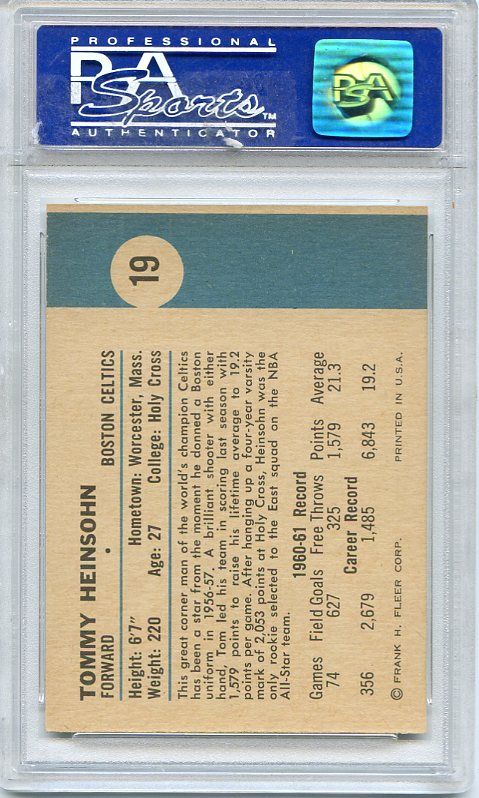 PROFESSIONAL
PSA
Sports™
AUTHENTICATOR
PSA
19
TOMMY HEINSOHN
FORWARD • BOSTON CELTICS
Height: 6'7" Hometown: Worcester, Mass.
Weight: 220 Age: 27 College: Holy Cross
This great corner man of the world's champion Celtics
has been a star from the moment he donned a Boston
uniform in 1956-57. A brilliant shooter with either
hand, Tom led his team in scoring last season with
1,579 points to raise his lifetime average to 19.2
points per game. After hanging up a four-year varsity
mark of 2,053 points at Holy Cross, Heinsohn was the
only rookie selected to the East squad on the NBA
All-Star team.
1960-61 Record
Games Field Goals Free Throws Points Average
74 627 325 1,579 21.3
Career Record
356 2,679 1,485 6,843 19.2
© FRANK H. FLEER CORP. PRINTED IN U.S.A.